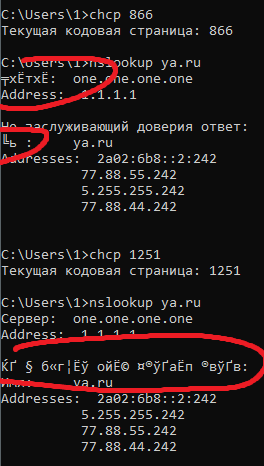 C:\Users\1>chcp 866
Текущая кодовая страница: 866
C:\Users\1>nslookup ya.ru
╤хЁтхЁ:  one.one.one.one
Address:  1.1.1.1
Не заслуживающий доверия ответ:
╚ь :     ya.ru
Addresses:  2a02:6b8::2:242
77.88.55.242
5.255.255.242
77.88.44.242
C:\Users\1>chcp 1251
Текущая кодовая страница: 1251
C:\Users\1>nslookup ya.ru
Сервер:  one.one.one.one
Address:  1.1.1.1
ЌҐ § б«г¦Ёў ойЁ© ¤®ўҐаЁп ®вўҐв:
Имя:     ya.ru
Addresses:  2a02:6b8::2:242
5.255.255.242
77.88.55.242
77.88.44.242